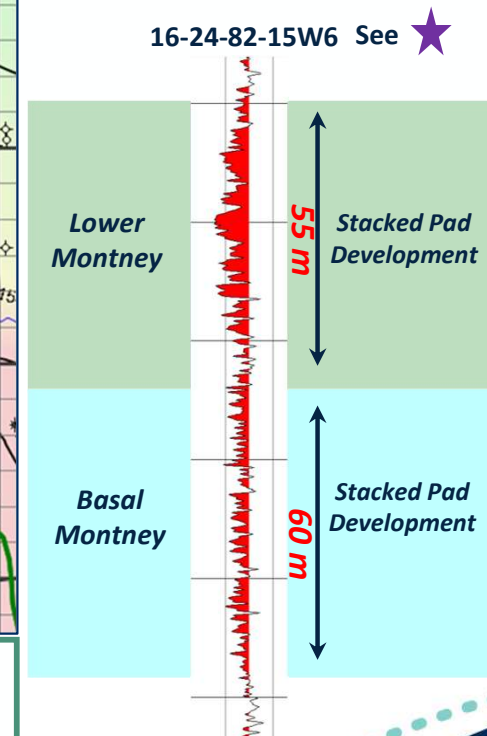 16-24-82-15W6 See
Lower
Montney
55 m
Stacked Pad
Development
Basal
Montney
60 m
Stacked Pad
Development